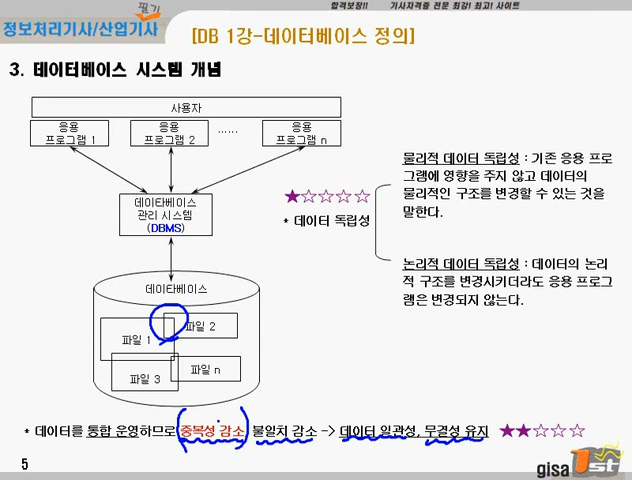 합격보장!! 기사자격증 전문 최강! 최고! 사이트
필기
정보처리기사/산업기사
[DB 1강-데이터베이스 정의]
3. 데이터베이스 시스템 개념
사용자
응용
프로그램 1
응용
프로그램 2
......
응용
프로그램 n
데이타베이스
관리 시스템
(DBMS)
데이타베이스
파일 1
파일 2
파일 3
파일 n
★☆☆☆☆
* 데이터 독립성
물리적 데이터 독립성 : 기존 응용 프로
그램에 영향을 주지 않고 데이터의
물리적인 구조를 변경할 수 있는 것을
말한다.
논리적 데이터 독립성 : 데이터의 논리
적 구조를 변경시키더라도 응용 프로그
램은 변경되지 않는다.
* 데이터를 통합 운영하므로 중복성 감소 불일치 감소 -> 데이터 일관성, 무결성 유지 ★★☆☆☆
5
gisa 1st